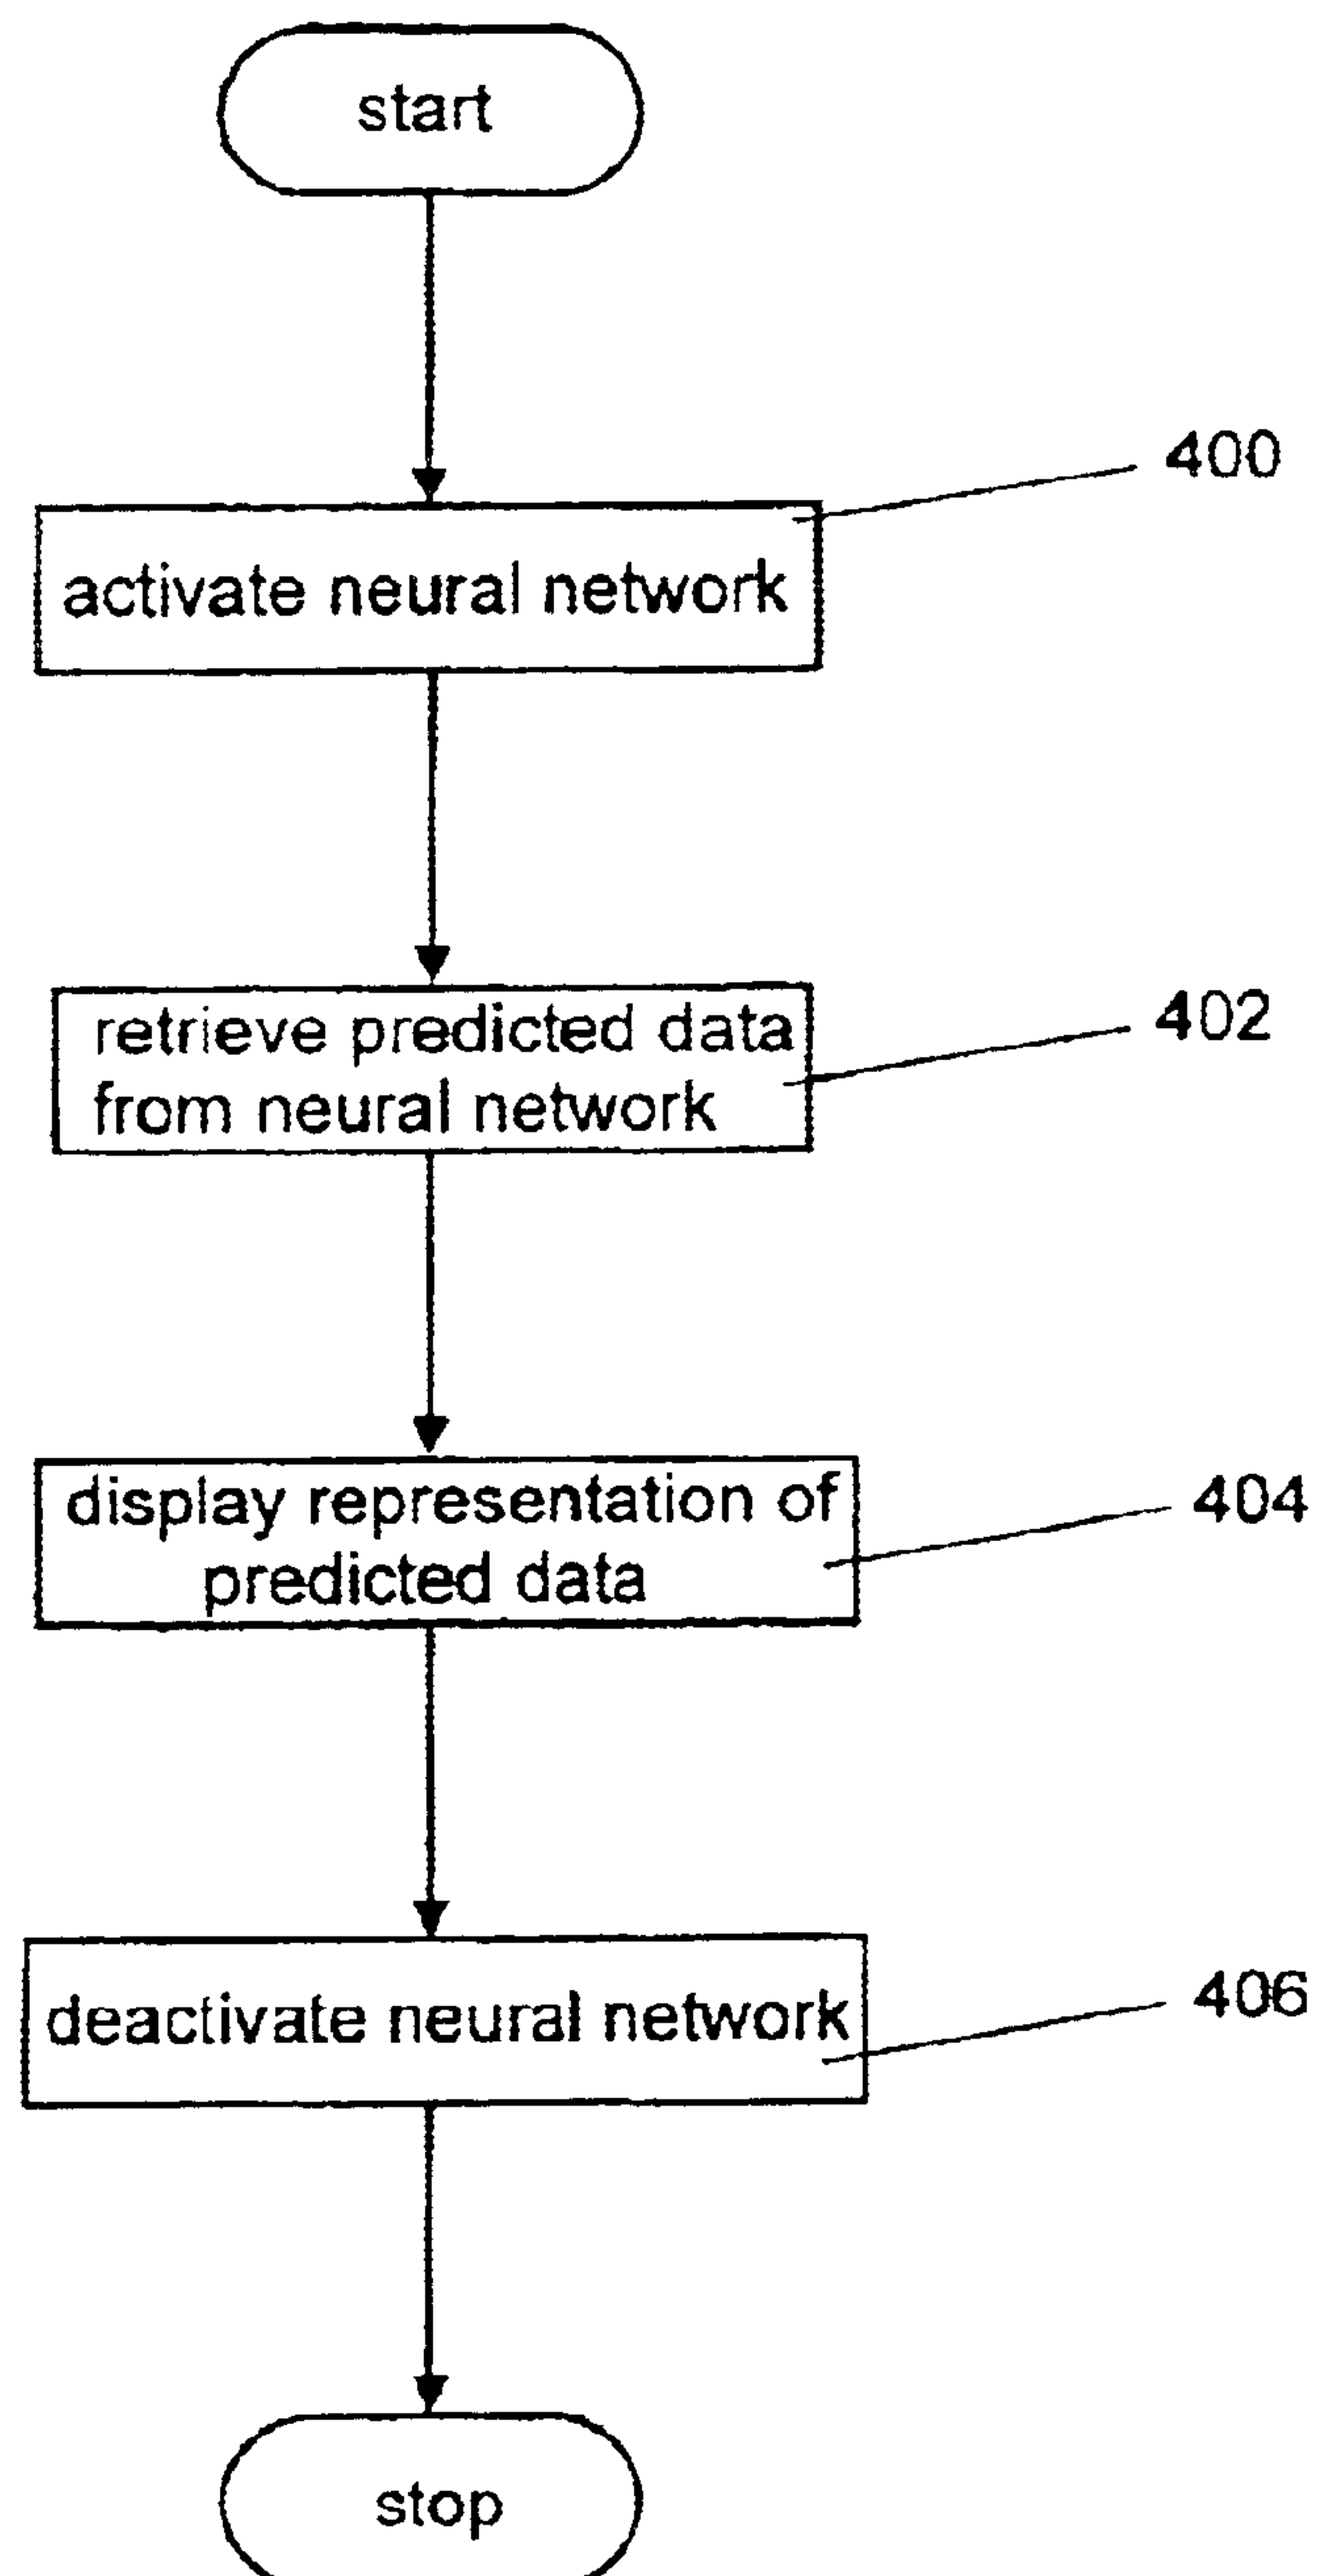 start
400
activate neural network
402
retrieve predicted data
from neural network
404
display representation of
predicted data
406
deactivate neural network
stop